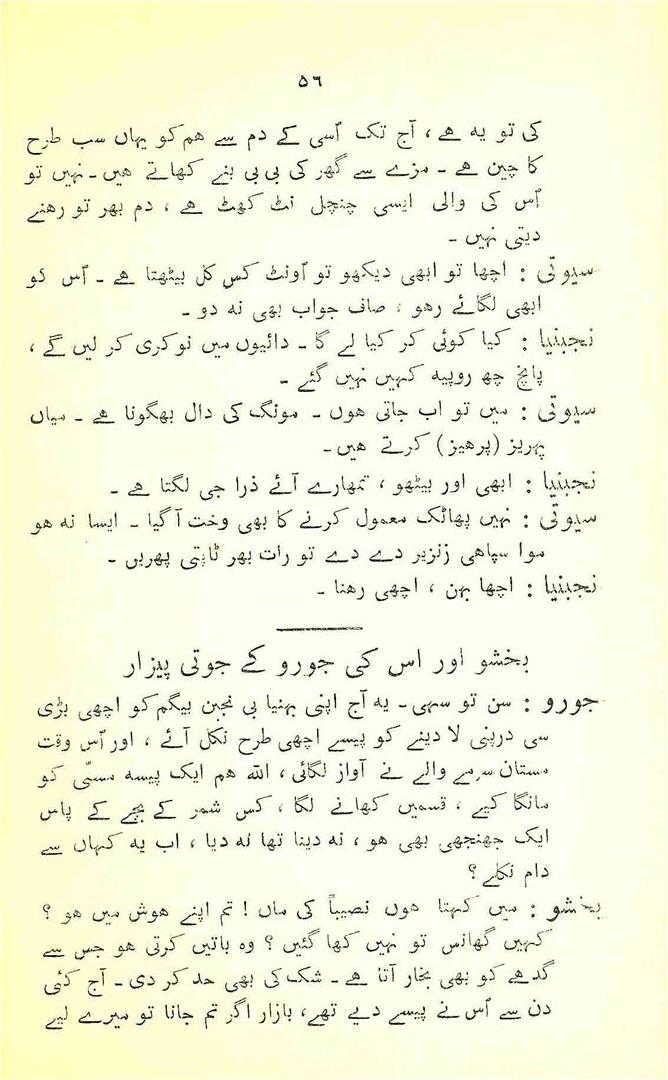 ٥٦
کی تو یہ ہے ، آج تک اُسی کے دم سے ہم کو یہاں سب طرح
کا چین ہے ۔ مزے سے گھر کی بی بی بنے کھاتے ہیں ۔ نہیں تو
اُس کی والی ایسی چنچل نٹ کھٹ ہے ، دم بھر تو رہنے
دیتی نہیں ۔
سیوتی : اچھا تو ابھی دیکھو تو اُونٹ کس کل بیٹھتا ہے ۔ اُس کو
ابھی لگائے رہو ، صاف جواب بھی نہ دو ۔
نجبنیا : کیا کوئی کر کیا لے گا ۔ دائیوں میں نوکری کر لیں گے ،
پانچ چھ روپیہ کہیں نہیں گئے ۔
سیوتی : میں تو اب جاتی ہوں ۔ مونگ کی دال بھگونا ہے ۔ میاں
پہریز (پرہیز) کرتے ہیں ۔
نجبنیا : ابھی اور بیٹھو ، تمھارے آئے ذرا جی لگتا ہے ۔
سیوتی : نہیں پھاٹک معمول کرنے کا بھی وخت آ گیا ۔ ایسا نہ ہو
موا سپاہی زنزیر دے دے تو رات بھر ٹاپتی پھریں ۔
نجبنیا : اچھا بہن ، اچھی رہنا ۔
بخشو اور اس کی جورو کے جوتی پیزار
جورو : سن تو سہی ۔ یہ آج اپنی بہنیا بی نجبن بیگم کو اچھی بڑی
سی درپنی لا دینے کو پیسے اچھی طرح نکل آئے ، اور اُس وقت
مستان سرمے والے نے آواز لگائی ، اللہ ہم ایک پیسہ مسّی کو
مانگا کیے ، قسمیں کھانے لگا ، کس شمر کے بچے کے پاس
ایک جھنجھی بھی ہو ، نہ دینا تھا نہ دیا ، اب یہ کہاں سے
دام نکلے ؟
بخشو : میں کہتا ہوں نصیباً کی ماں ! تم اپنے ہوش میں ہو ؟
کہیں گھانس تو نہیں کھا گئیں ؟ وہ باتیں کرتی ہو جس سے
گدھے کو بھی بخار آتا ہے ۔ شک کی بھی حد کر دی ۔ آج کئی
دن سے اُس نے پیسے دیے تھے ، بازار اگر تم جانا تو میرے لیے